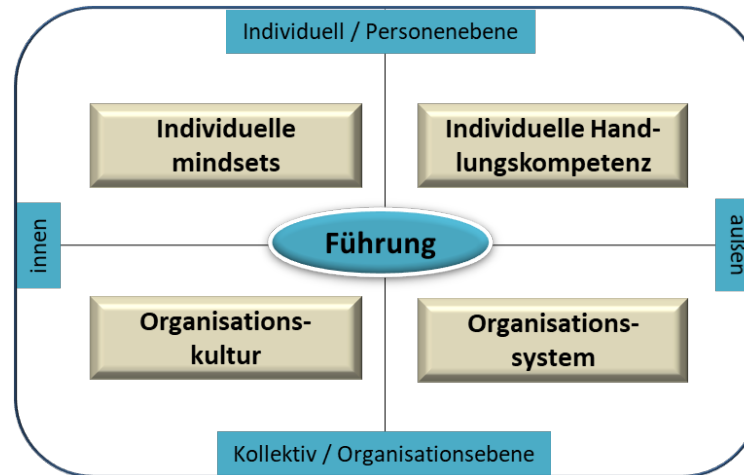 Individuell / Personenebene
Individuelle
mindsets
Individuelle Hand-
lungskompetenz
innen
Führung
außen
Organisations-
kultur
Organisations-
system
Kollektiv / Organisationsebene